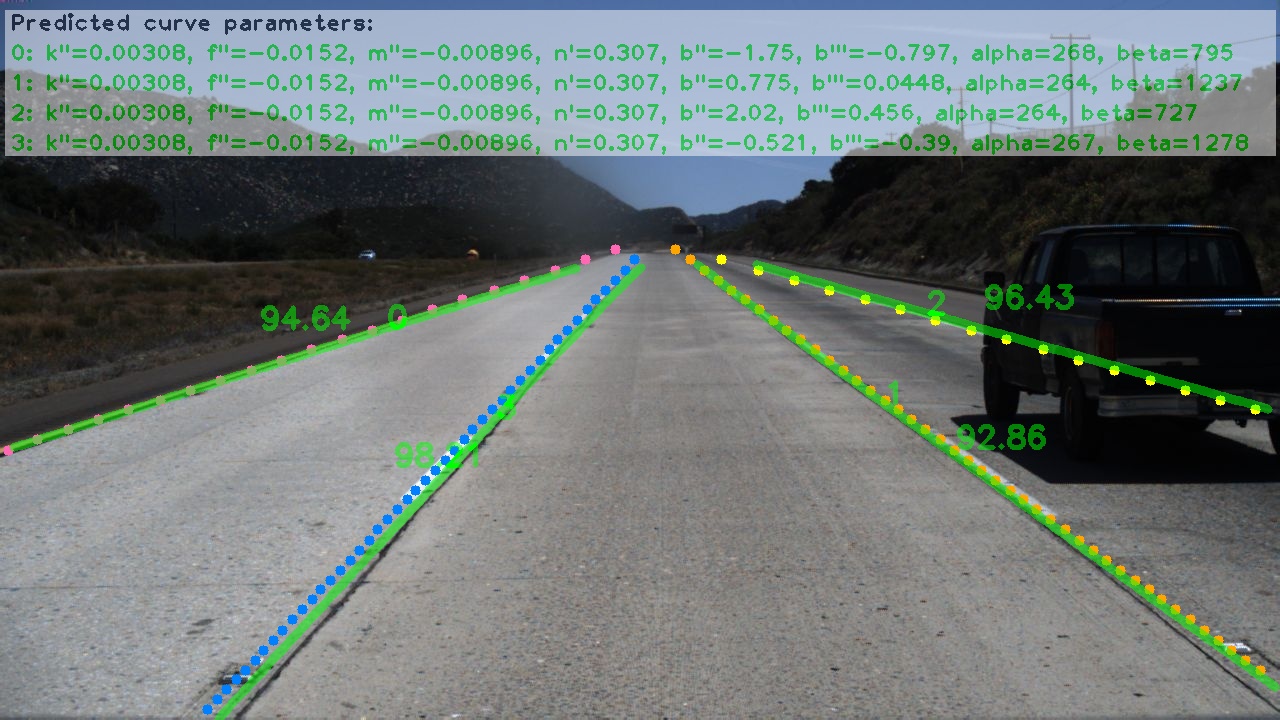 Predicted curve parameters:
0: k"=0.00308, f"=-0.0152, m"=-0.00896, n'=0.307, b"=-1.75, b'''=-0.797, alpha=268, beta=795
1: k"=0.00308, f"=-0.0152, m"=-0.00896, n'=0.307, b"=0.775, b'''=0.0448, alpha=264, beta=1237
2: k"=0.00308, f"=-0.0152, m"=-0.00896, n'=0.307, b"=2.02, b'''=0.456, alpha=264, beta=727
3: k"=0.00308, f"=-0.0152, m"=-0.00896, n'=0.307, b"=-0.521, b'''=-0.39, alpha=267, beta=1278
94.64 0
2 96.43
1
92.86